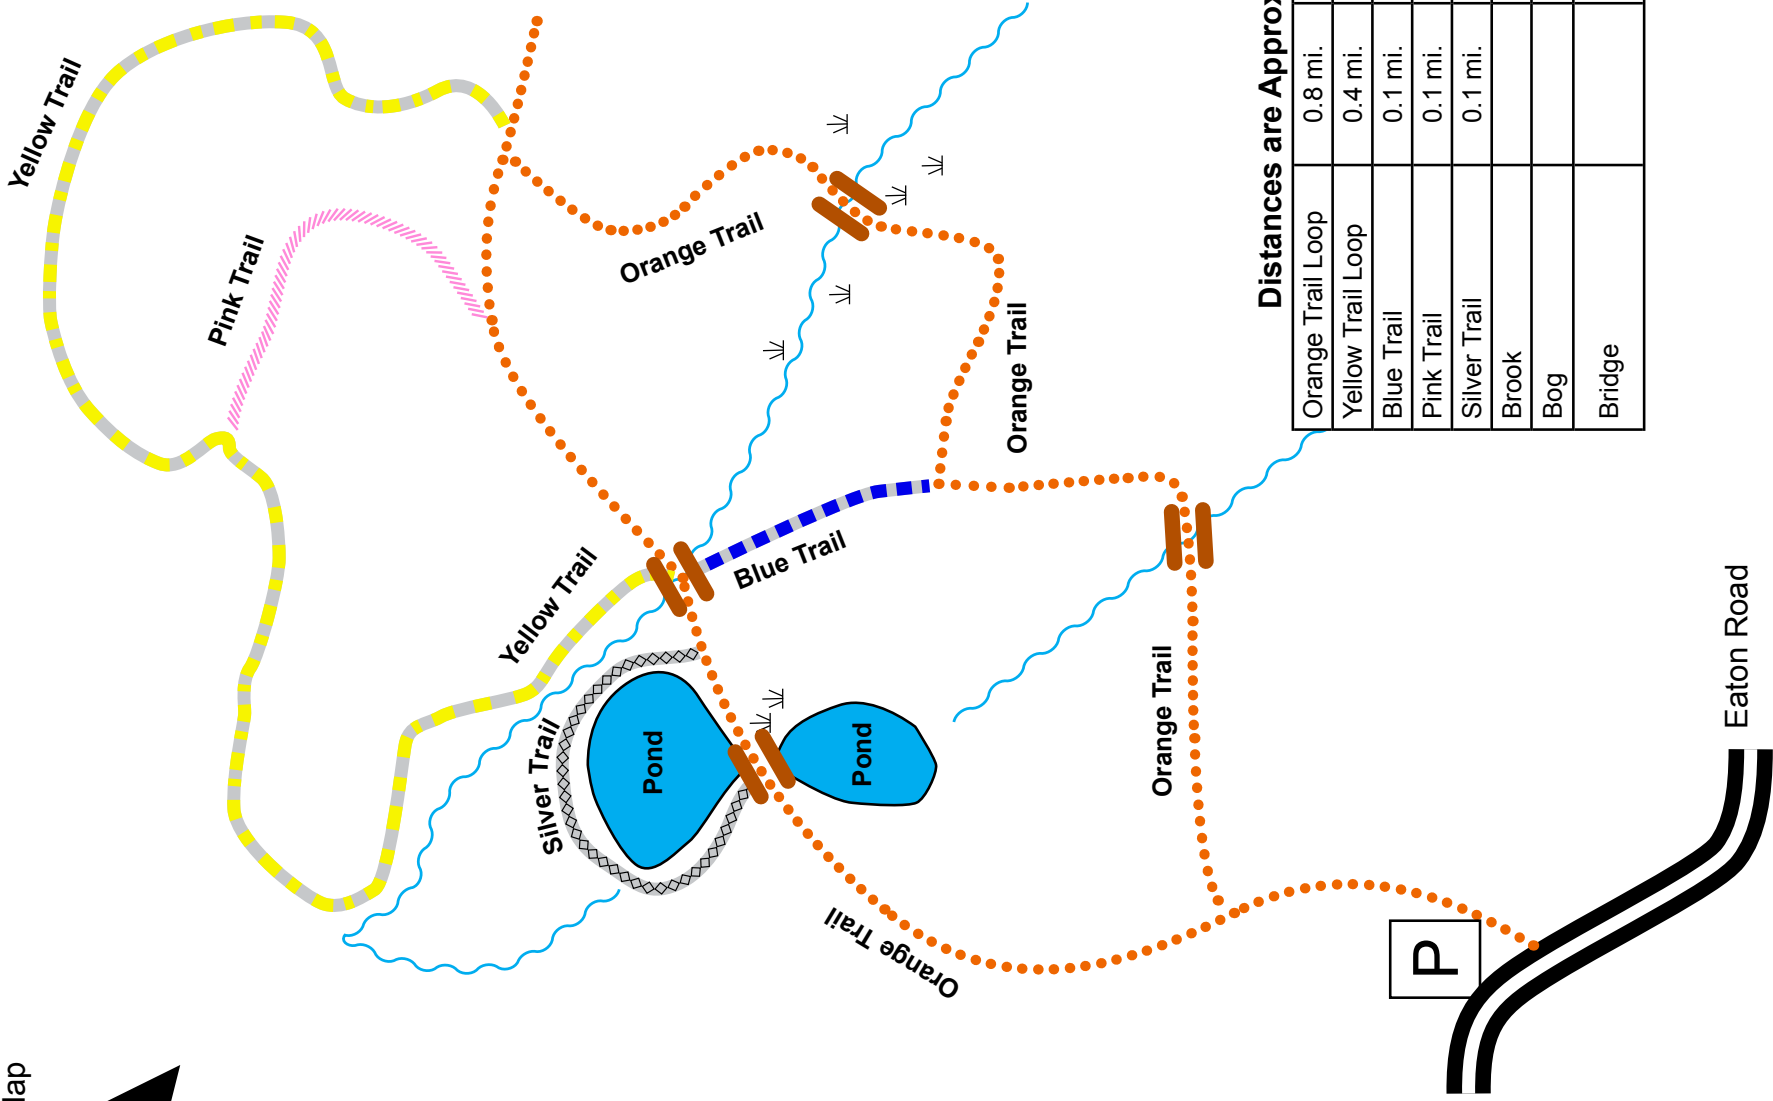 lap
Yellow Trail
Pink Trail
Orange Trail
Orange Trail
Yellow Trail
Blue Trail
Silver Trail
Pond
Pond
Orange Trail
Orange Trail
P
Eaton Road
Distances are Approx
Orange Trail Loop 0.8 mi.
Yellow Trail Loop 0.4 mi.
Blue Trail 0.1 mi.
Pink Trail 0.1 mi.
Silver Trail 0.1 mi.
Brook
Bog
Bridge